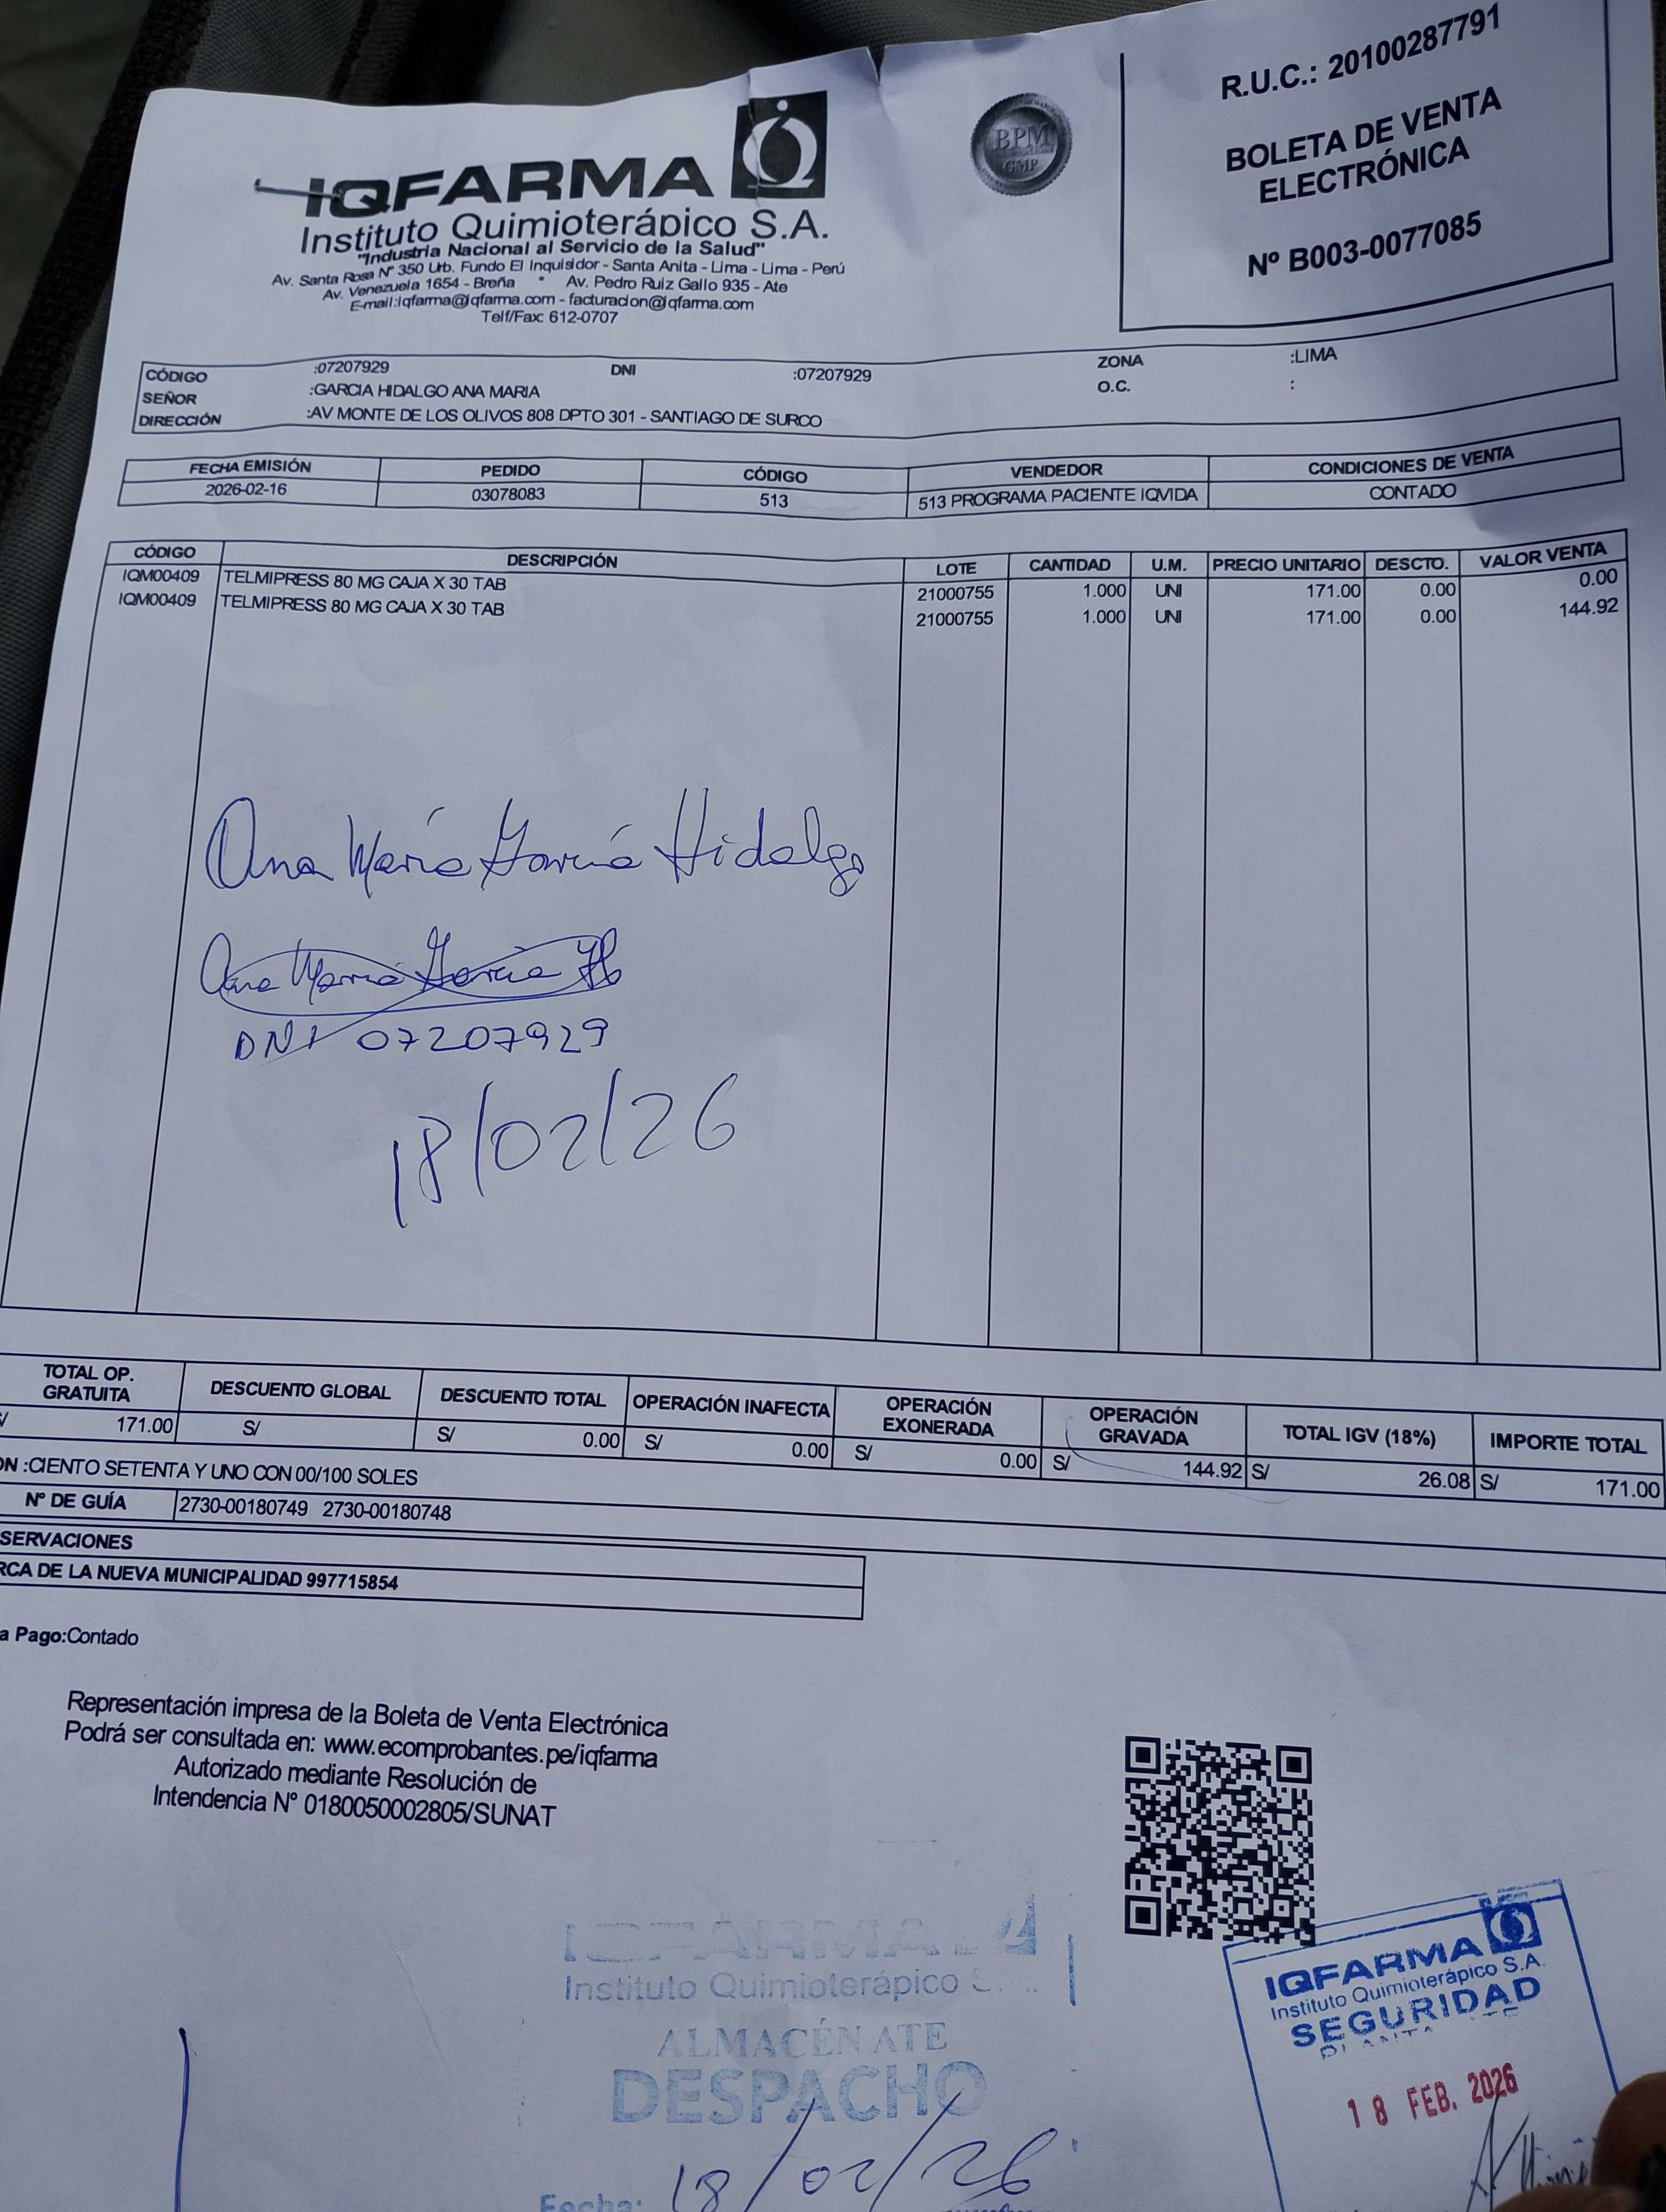 R.U.C.: 20100287791
BOLETA DE VENTA
ELECTRÓNICA
Nº B003-0077085
IQFARMA
BPM
GMP
Instituto Quimioterápico S.A.
"Industria Nacional al Servicio de la Salud"
Av. Santa Rosa Nº 350 Urb. Fundo El Inquisidor - Santa Anita - Lima - Lima - Perú
Av. Venezuela 1654 - Breña * Av. Pedro Ruiz Gallo 935 - Ate
E-mail:iqfarma@iqfarma.com - facturacion@iqfarma.com
Telf/Fax: 612-0707
CÓDIGO :07207929 DNI :07207929 ZONA :LIMA
SEÑOR :GARCIA HIDALGO ANA MARIA O.C. :
DIRECCIÓN :AV MONTE DE LOS OLIVOS 808 DPTO 301 - SANTIAGO DE SURCO
FECHA EMISIÓN PEDIDO CÓDIGO VENDEDOR CONDICIONES DE VENTA
2026-02-16 03078083 513 513 PROGRAMA PACIENTE IQVIDA CONTADO
CÓDIGO DESCRIPCIÓN LOTE CANTIDAD U.M. PRECIO UNITARIO DESCTO. VALOR VENTA
IQM00409 TELMIPRESS 80 MG CAJA X 30 TAB 21000755 1.000 UNI 171.00 0.00 0.00
IQM00409 TELMIPRESS 80 MG CAJA X 30 TAB 21000755 1.000 UNI 171.00 0.00 144.92
Ana María García Hidalgo
Ana María García H
DNI 07207929
18/02/26
TOTAL OP. GRATUITA DESCUENTO GLOBAL DESCUENTO TOTAL OPERACIÓN INAFECTA OPERACIÓN EXONERADA OPERACIÓN GRAVADA TOTAL IGV (18%) IMPORTE TOTAL
S/ 171.00 S/ S/ 0.00 S/ 0.00 S/ 0.00 S/ 144.92 S/ 26.08 S/ 171.00
ON :CIENTO SETENTA Y UNO CON 00/100 SOLES
Nº DE GUÍA 2730-00180749 2730-00180748
SERVACIONES
RCA DE LA NUEVA MUNICIPALIDAD 997715854
a Pago:Contado
Representación impresa de la Boleta de Venta Electrónica
Podrá ser consultada en: www.ecomprobantes.pe/iqfarma
Autorizado mediante Resolución de
Intendencia N° 0180050002805/SUNAT
IQFARMA
Instituto Quimioterápico S.
ALMACÉN ATE
DESPACHO
Fecha: 18/02/26
IQFARMA
Instituto Quimioterápico S.A.
SEGURIDAD
PLANTA ATE
18 FEB. 2026